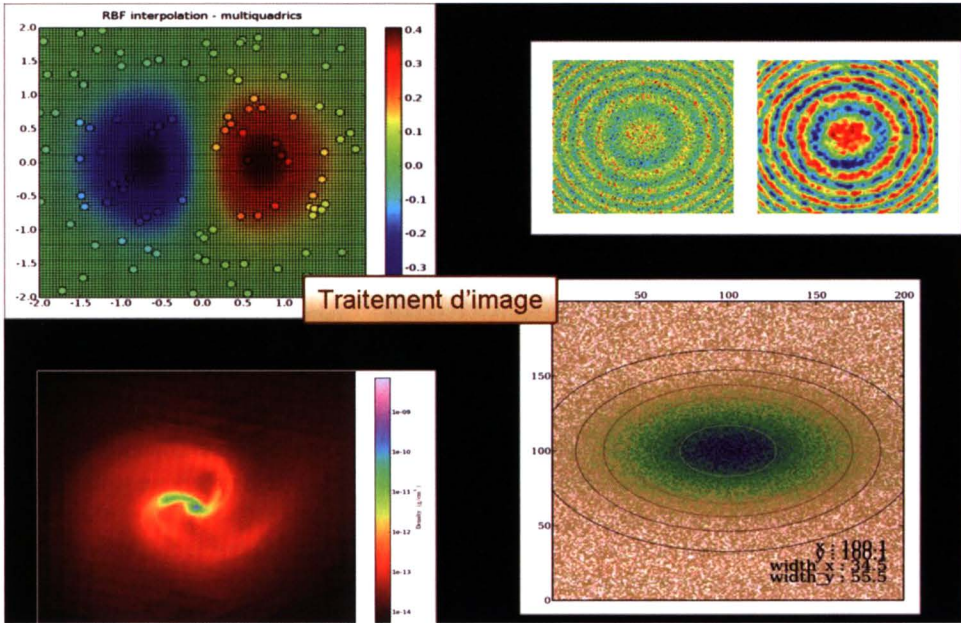 RBF interpolation - multiquadrics
2.0
1.5
1.0
0.5
0.0
-0.5
-1.0
-1.5
-2.0
-2.0 -1.5 -1.0 -0.5 0.0 0.5 1.0
0.4
0.3
0.2
0.1
0.0
-0.1
-0.2
-0.3
Traitement d'image
50 100 150 200
150
100
50
0
x : 100.1
width_x : 34.5
width_y : 55.5
1e-09
1e-10
1e-11
1e-12
1e-13
1e-14
Density